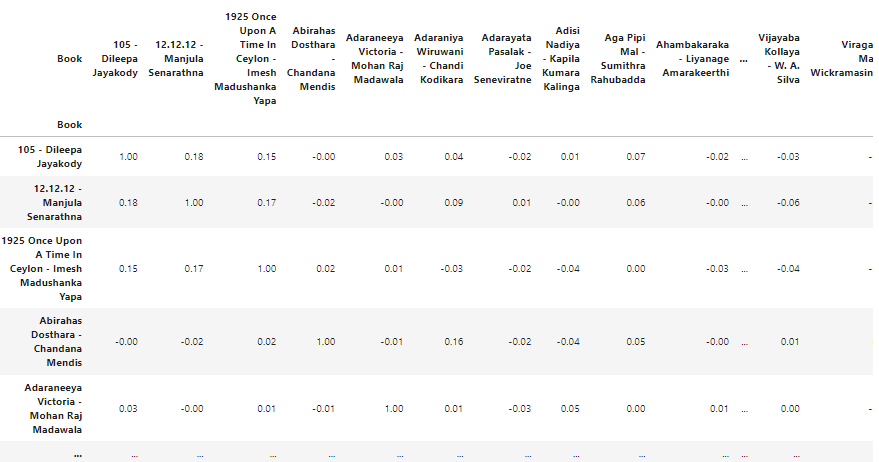 Book
105 -
Dileepa
Jayakody
12.12.12 -
Manjula
Senarathna
1925 Once
Upon A
Time In
Ceylon -
Imesh
Madushanka
Yapa
Abirahas
Dosthara
-
Chandana
Mendis
Adaraneeya
Victoria -
Mohan Raj
Madawala
Adaraniya
Wiruwani
- Chandi
Kodikara
Adarayata
Pasalak -
Joe
Seneviratne
Adisi
Nadiya
- Kapila
Kumara
Kalinga
Aga Pipi
Mal -
Sumithra
Rahubadda
Ahambakaraka
- Liyanage
Amarakeerthi
...
Vijayaba
Kollaya
- W. A.
Silva
Viraga
Ma
Wickramasin
Book
105 - Dileepa
Jayakody
1.00 0.18 0.15 -0.00 0.03 0.04 -0.02 0.01 0.07 -0.02 ... -0.03 -
12.12.12 -
Manjula
Senarathna
0.18 1.00 0.17 -0.02 -0.00 0.09 0.01 -0.00 0.06 -0.00 ... -0.06 -
1925 Once Upon
A Time In
Ceylon - Imesh
Madushanka
Yapa
0.15 0.17 1.00 0.02 0.01 -0.03 -0.02 -0.04 0.00 -0.03 ... -0.04 -
Abirahas
Dosthara -
Chandana
Mendis
-0.00 -0.02 0.02 1.00 -0.01 0.16 -0.02 -0.04 0.05 -0.00 ... 0.01
Adaraneeya
Victoria -
Mohan Raj
Madawala
0.03 -0.00 0.01 -0.01 1.00 0.01 -0.03 0.05 0.00 0.01 ... 0.00 -
... ... ... ... ... ... ... ... ... ... ... ... ...